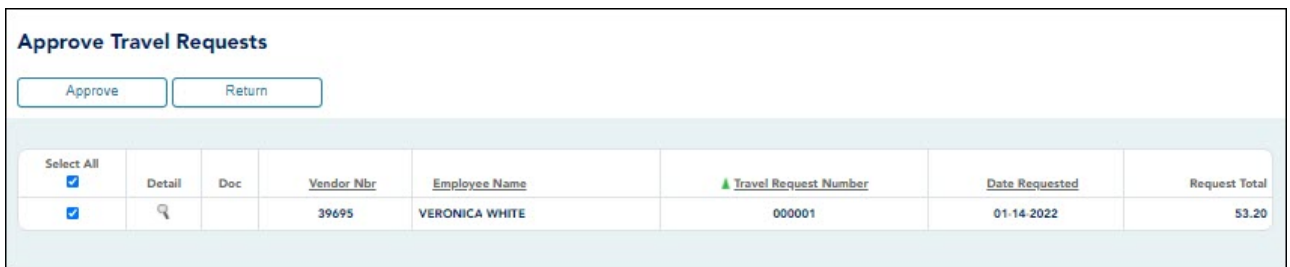 Approve Travel Requests
Approve Return
Select All
Detail Doc Vendor Nbr Employee Name Travel Request Number Date Requested Request Total
39695 VERONICA WHITE 000001 01-14-2022 53.20